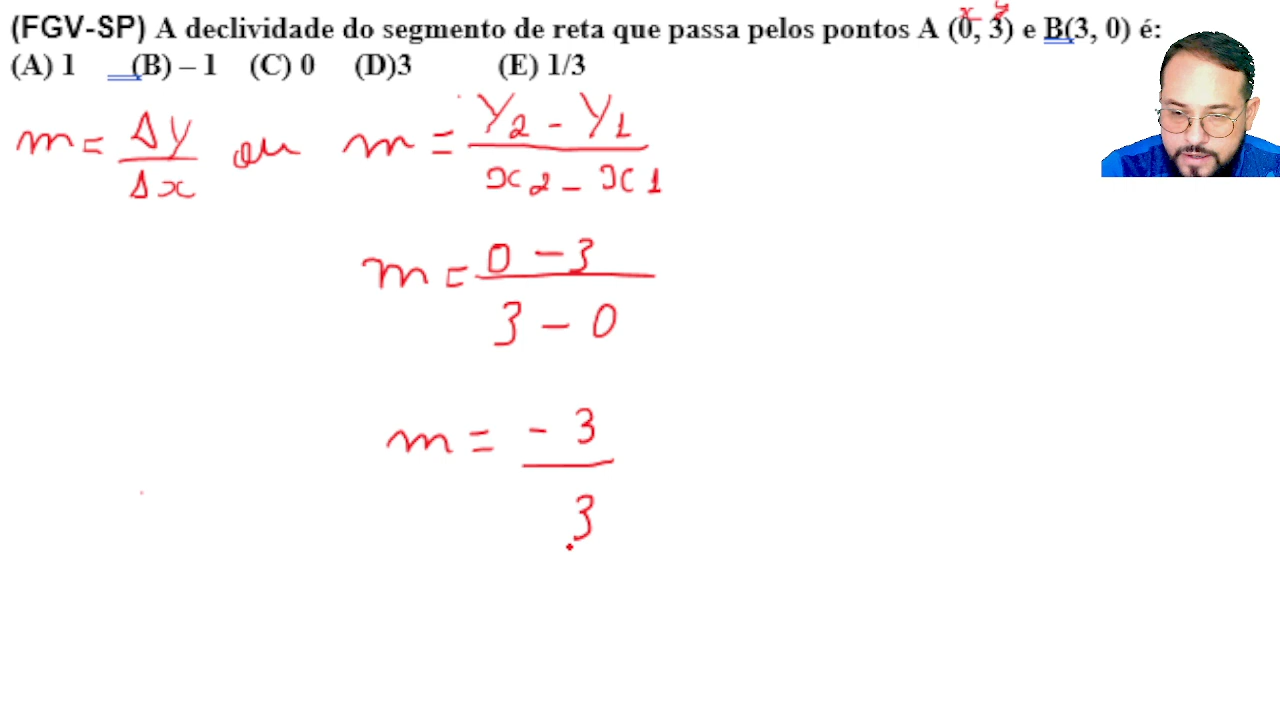 (FGV-SP) A declividade do segmento de reta que passa pelos pontos A (0, 3) e B(3, 0) é:
x y
(A) 1 (B) – 1 (C) 0 (D)3 (E) 1/3
m = Δy/Δx ou m = y2 - y1/x2 - x1
m = 0 - 3/3 - 0
m = - 3/3